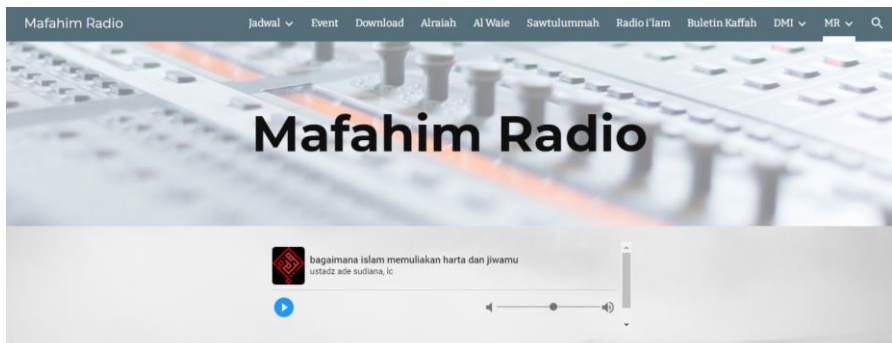 Mafahim Radio Jadwal Event Download Alraiah Al Waie Sawtulummah Radio i'lam Buletin Kaffah DMI MR
Mafahim Radio
bagaimana islam memuliakan harta dan jiwamu
ustadz ade sudiana, lc